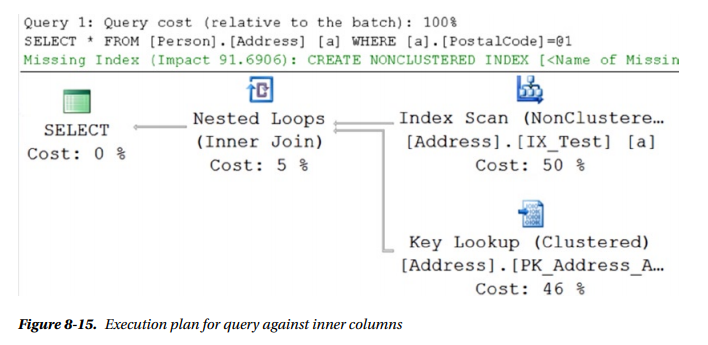 Query 1: Query cost (relative to the batch): 100%
SELECT * FROM [Person].[Address] [a] WHERE [a].[PostalCode]=@1
Missing Index (Impact 91.6906): CREATE NONCLUSTERED INDEX [<Name of Missin
SELECT
Cost: 0 %
Nested Loops
(Inner Join)
Cost: 5 %
Index Scan (NonClustere...
[Address].[IX_Test] [a]
Cost: 50 %
Key Lookup (Clustered)
[Address].[PK_Address_A...
Cost: 46 %
Figure 8-15. Execution plan for query against inner columns